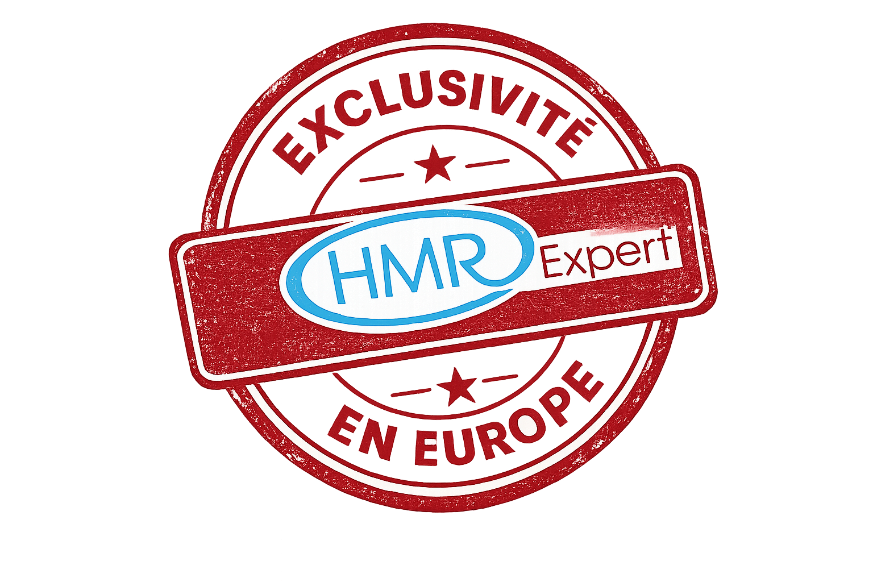 EXCLUSIVITÉ
HMR Expert
EN EUROPE